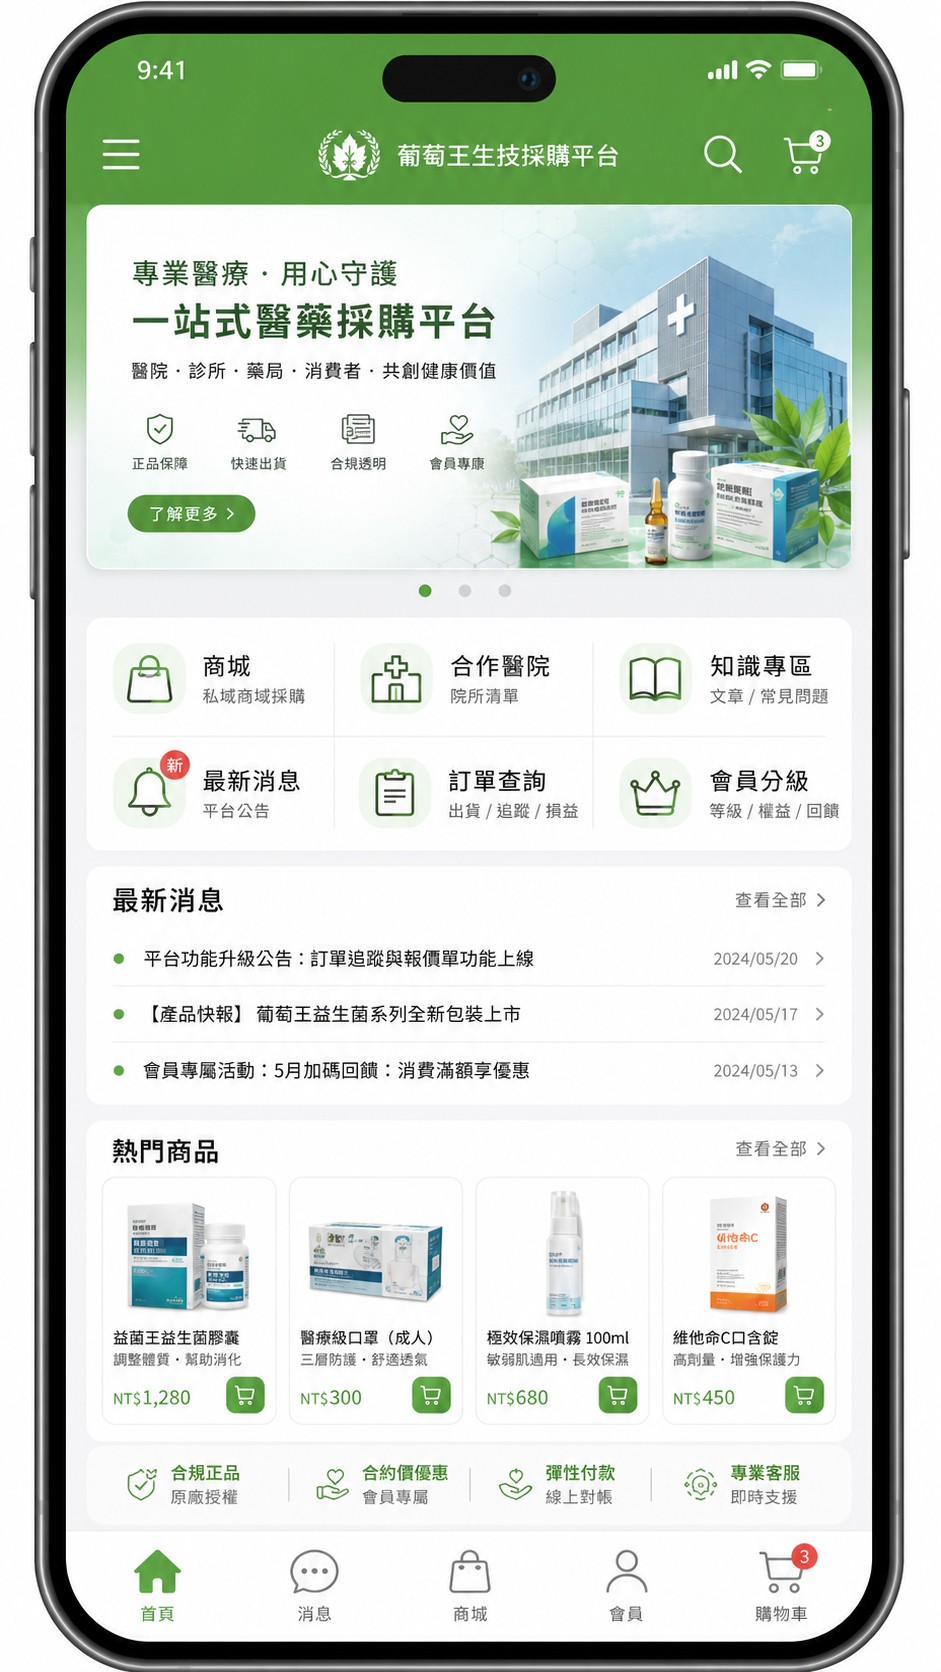 9:41
葡萄王生技採購平台
3
專業醫療・用心守護
一站式醫藥採購平台
醫院・診所・藥局・消費者・共創健康價值
正品保障
快速出貨
合規透明
會員專康
了解更多 >
商城
私域商域採購
合作醫院
院所清單
知識專區
文章 / 常見問題
新
最新消息
平台公告
訂單查詢
出貨 / 追蹤 / 損益
會員分級
等級 / 權益 / 回饋
最新消息
查看全部 >
平台功能升級公告：訂單追蹤與報價單功能上線
2024/05/20 >
【產品快報】 葡萄王益生菌系列全新包裝上市
2024/05/17 >
會員專屬活動：5月加碼回饋：消費滿額享優惠
2024/05/13 >
熱門商品
查看全部 >
益菌王益生菌膠囊
調整體質・幫助消化
NT$1,280
醫療級口罩（成人）
三層防護・舒適透氣
NT$300
極效保濕噴霧 100ml
敏弱肌適用・長效保濕
NT$680
維他命C口含錠
高劑量・增強保護力
NT$450
合規正品
原廠授權
合約價優惠
會員專屬
彈性付款
線上對帳
專業客服
即時支援
首頁
消息
商城
會員
3
購物車